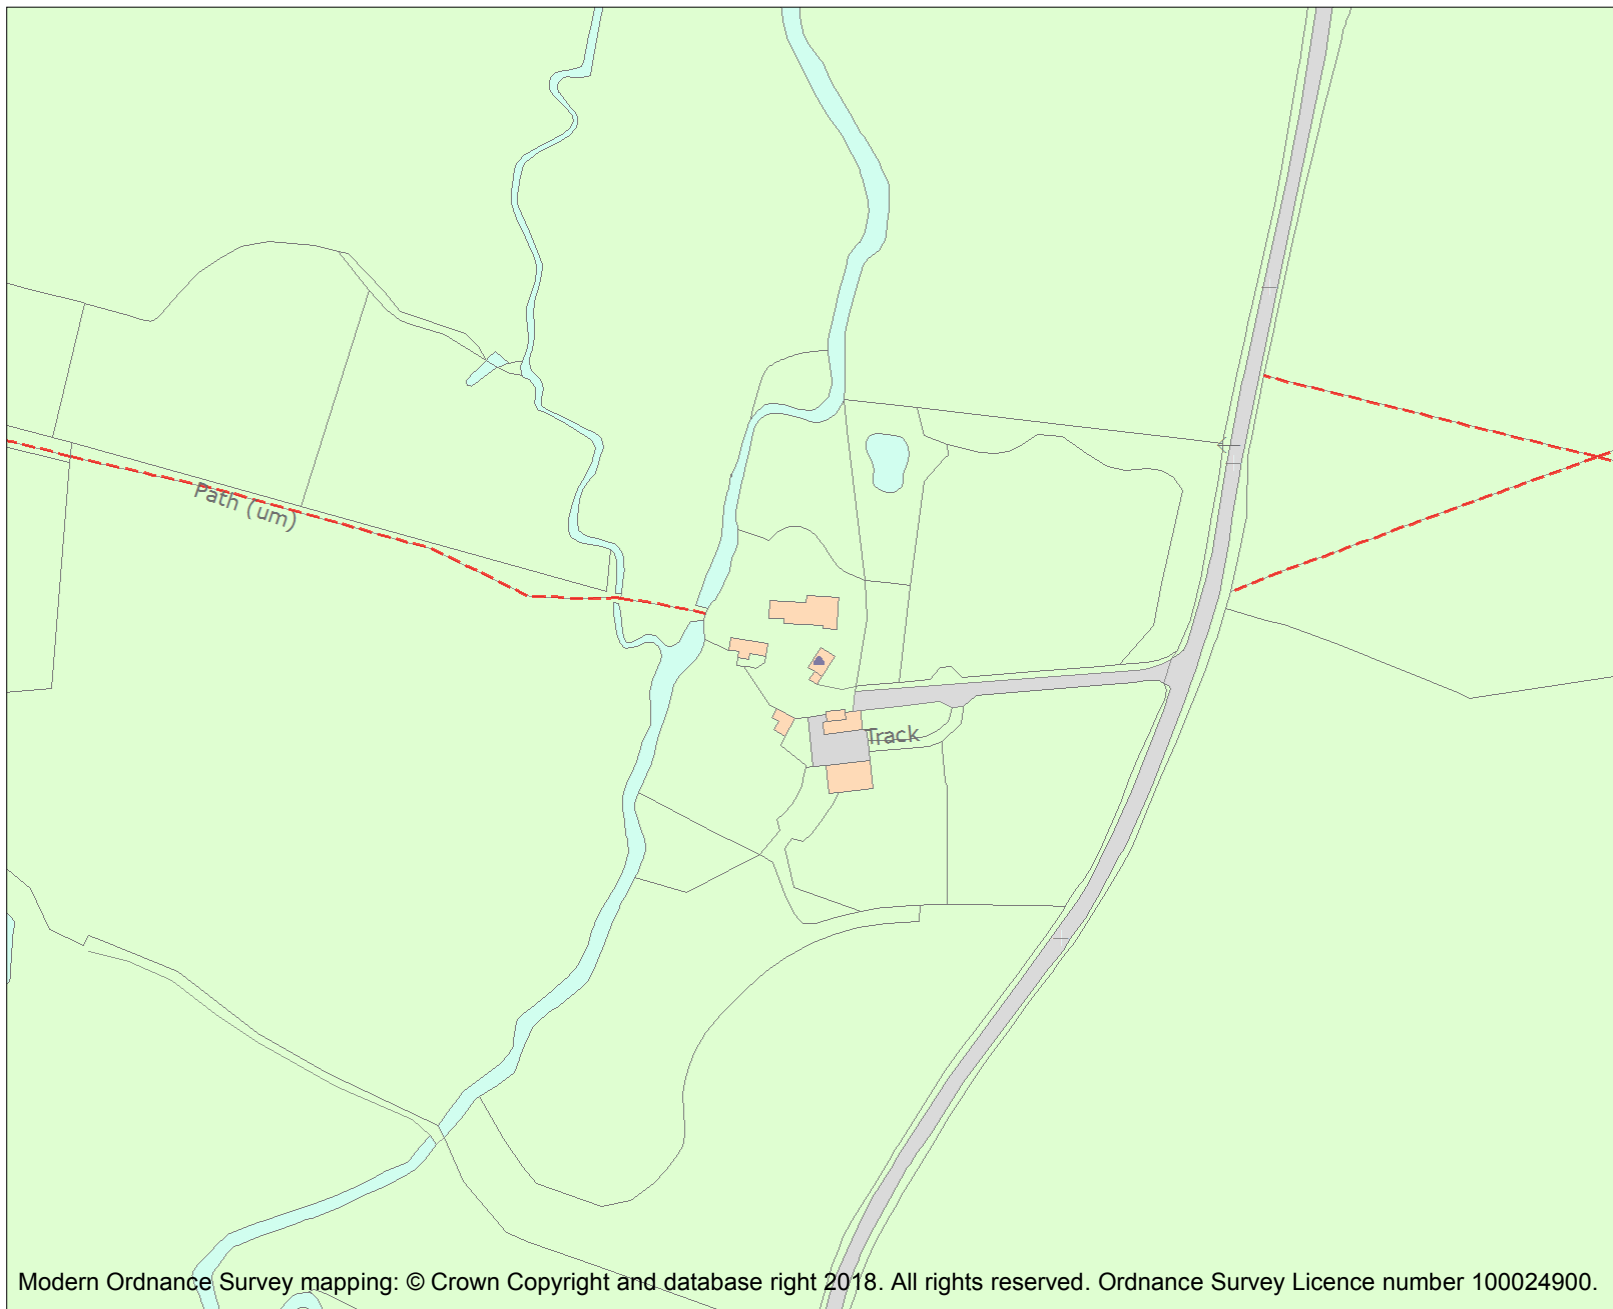 Path (um)
Track
Modern Ordnance Survey mapping: © Crown Copyright and database right 2018. All rights reserved. Ordnance Survey Licence number 100024900.